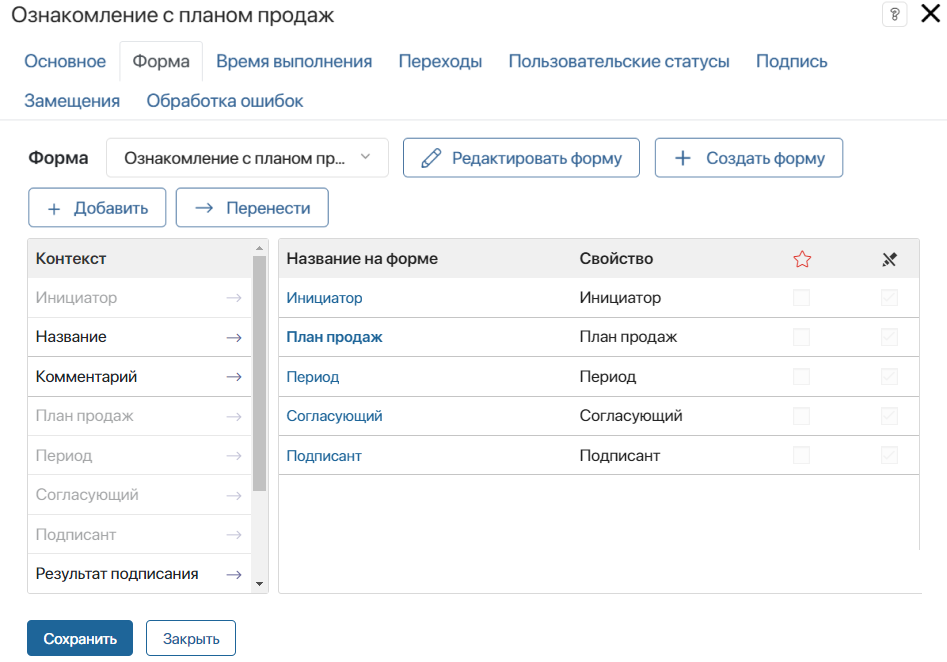 Ознакомление с планом продаж
Основное Форма Время выполнения Переходы Пользовательские статусы Подпись
Замещения Обработка ошибок
Форма Ознакомление с планом пр... Редактировать форму + Создать форму
+ Добавить → Перенести
Контекст Название на форме Свойство
Инициатор → Инициатор Инициатор
Название → План продаж План продаж
Комментарий → Период Период
План продаж → Согласующий Согласующий
Период → Подписант Подписант
Согласующий →
Подписант →
Результат подписания →
Сохранить Закрыть